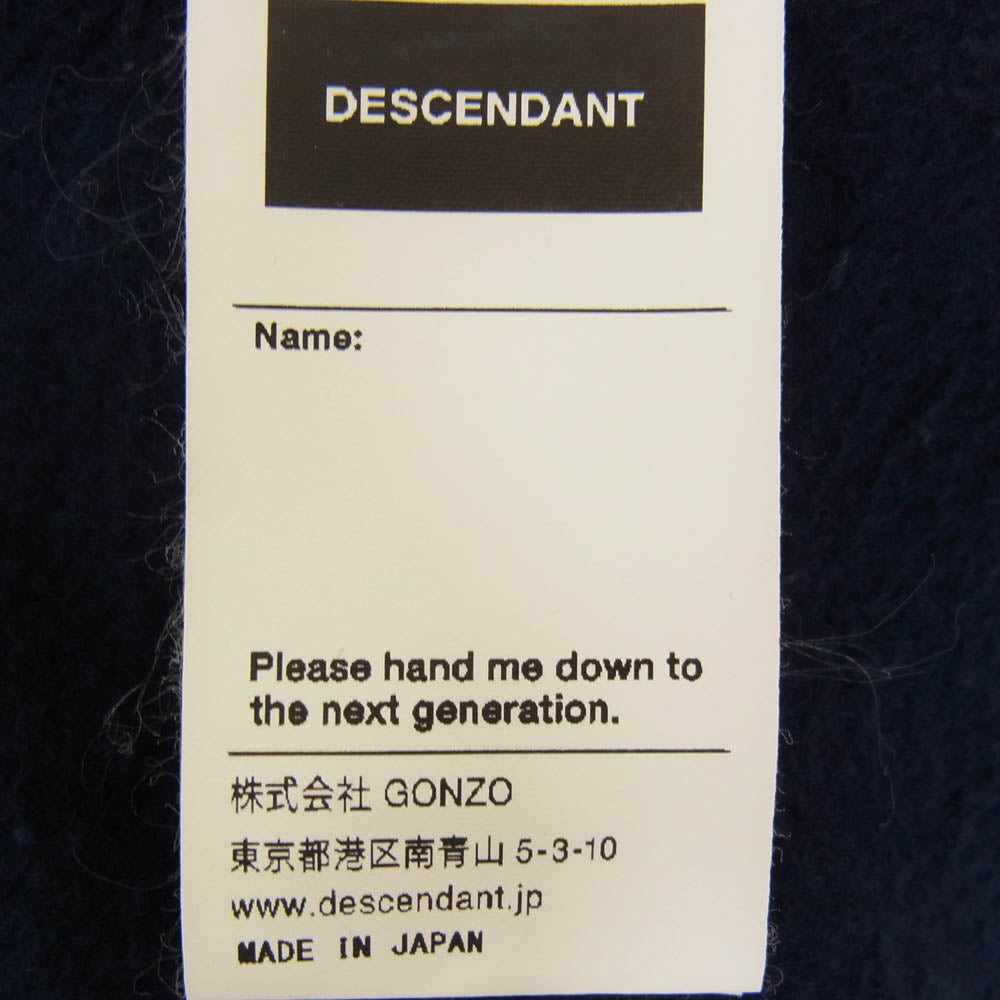 DESCENDANT
Name:
Please hand me down to
the next generation.
株式会社 GONZO
東京都港区南青山 5-3-10
www.descendant.jp
MADE IN JAPAN